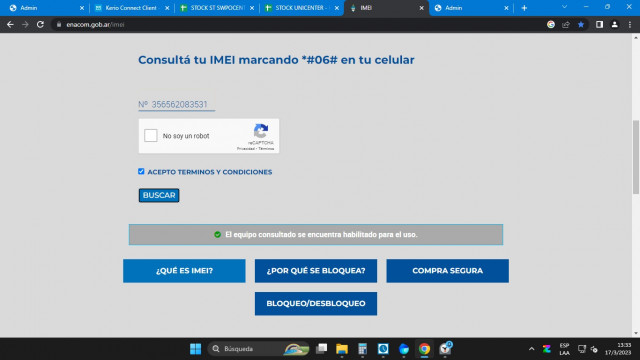 Admin
Kerio Connect Client -
STOCK ST SWPOCENT
STOCK UNICENTER -
IMEI
Admin
enacom.gob.ar/imei
Consultá tu IMEI marcando *#06# en tu celular
Nº 356562083531
No soy un robot
reCAPTCHA
Privacidad - Términos
ACEPTO TERMINOS Y CONDICIONES
BUSCAR
El equipo consultado se encuentra habilitado para el uso.
¿QUÉ ES IMEI?
¿POR QUÉ SE BLOQUEA?
COMPRA SEGURA
BLOQUEO/DESBLOQUEO
Búsqueda
ESP
LAA
13:33
17/3/2023